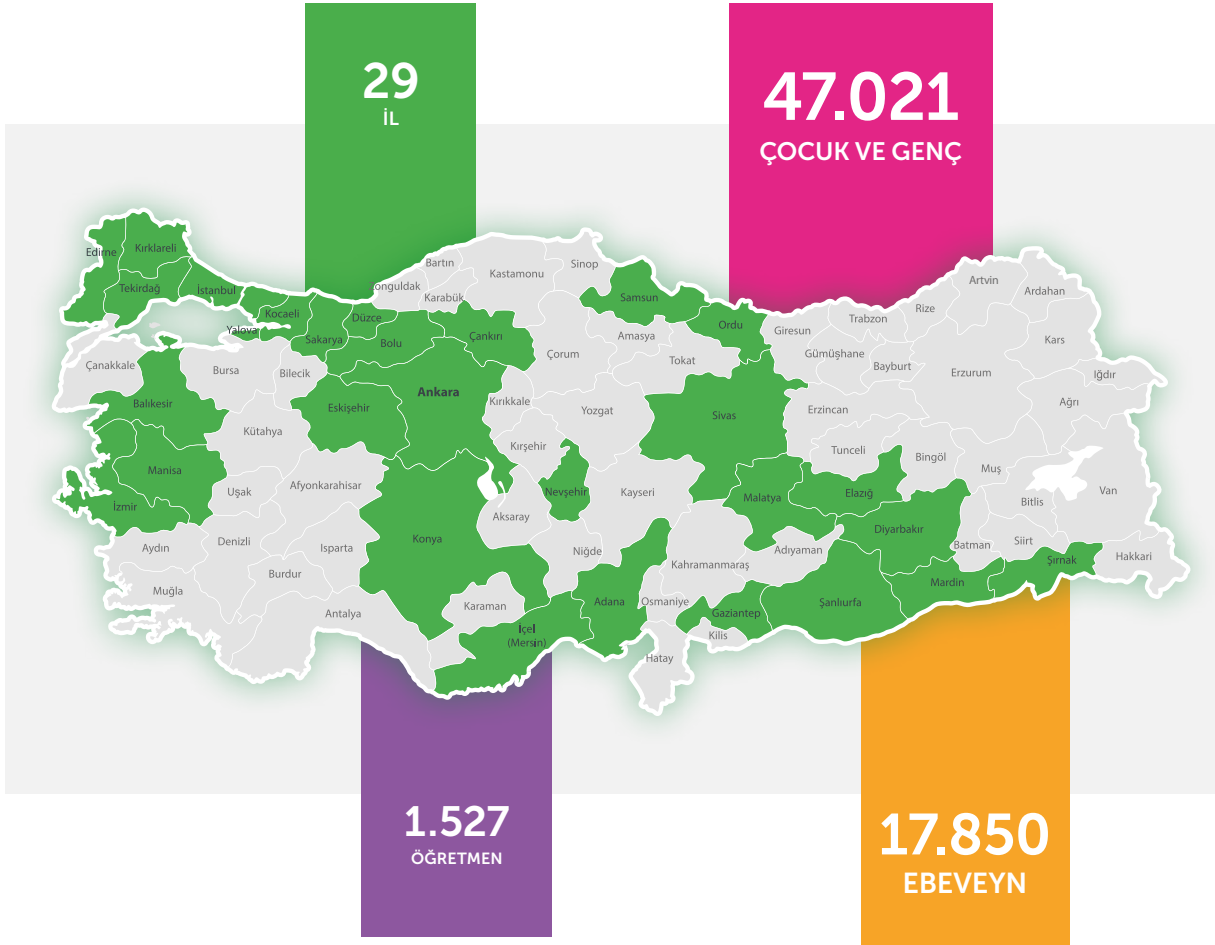 29
İL
47.021
ÇOCUK VE GENÇ
Edirne
Kırklareli
Tekirdağ
İstanbul
Kocaeli
Yalova
Sakarya
Düzce
Bolu
Zonguldak
Bartın
Karabük
Kastamonu
Sinop
Çankırı
Samsun
Ordu
Giresun
Trabzon
Rize
Artvin
Ardahan
Kars
Iğdır
Ağrı
Erzurum
Bayburt
Gümüşhane
Amasya
Tokat
Çorum
Çanakkale
Bursa
Bilecik
Balıkesir
Kütahya
Eskişehir
Ankara
Kırıkkale
Yozgat
Kırşehir
Sivas
Erzincan
Tunceli
Bingöl
Muş
Bitlis
Van
Manisa
İzmir
Uşak
Afyonkarahisar
Konya
Aksaray
Nevşehir
Kayseri
Malatya
Elazığ
Diyarbakır
Batman
Siirt
Şırnak
Hakkari
Aydın
Denizli
Isparta
Burdur
Muğla
Antalya
Karaman
Niğde
Adana
İçel
(Mersin)
Kahramanmaraş
Adıyaman
Osmaniye
Gaziantep
Şanlıurfa
Mardin
Kilis
Hatay
1.527
ÖĞRETMEN
17.850
EBEVEYN